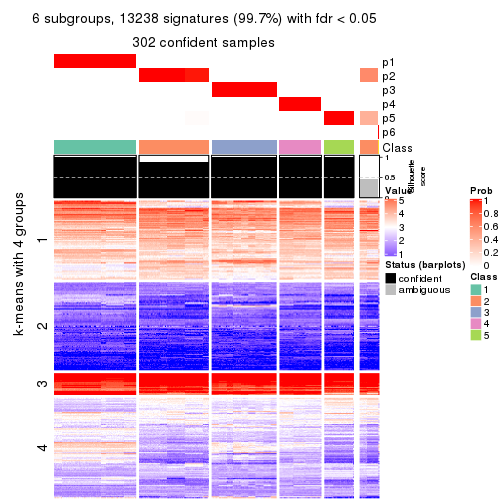 6 subgroups, 13238 signatures (99.7%) with fdr < 0.05
302 confident samples
p1
p2
p3
p4
p5
p6
Class
1
0.5
0
Silhouette
score
k-means with 4 groups
1
2
3
4
Value
5
4
3
2
1
Status (barplots)
confident
ambiguous
Prob
1
0.8
0.6
0.4
0.2
0
Class
1
2
3
4
5